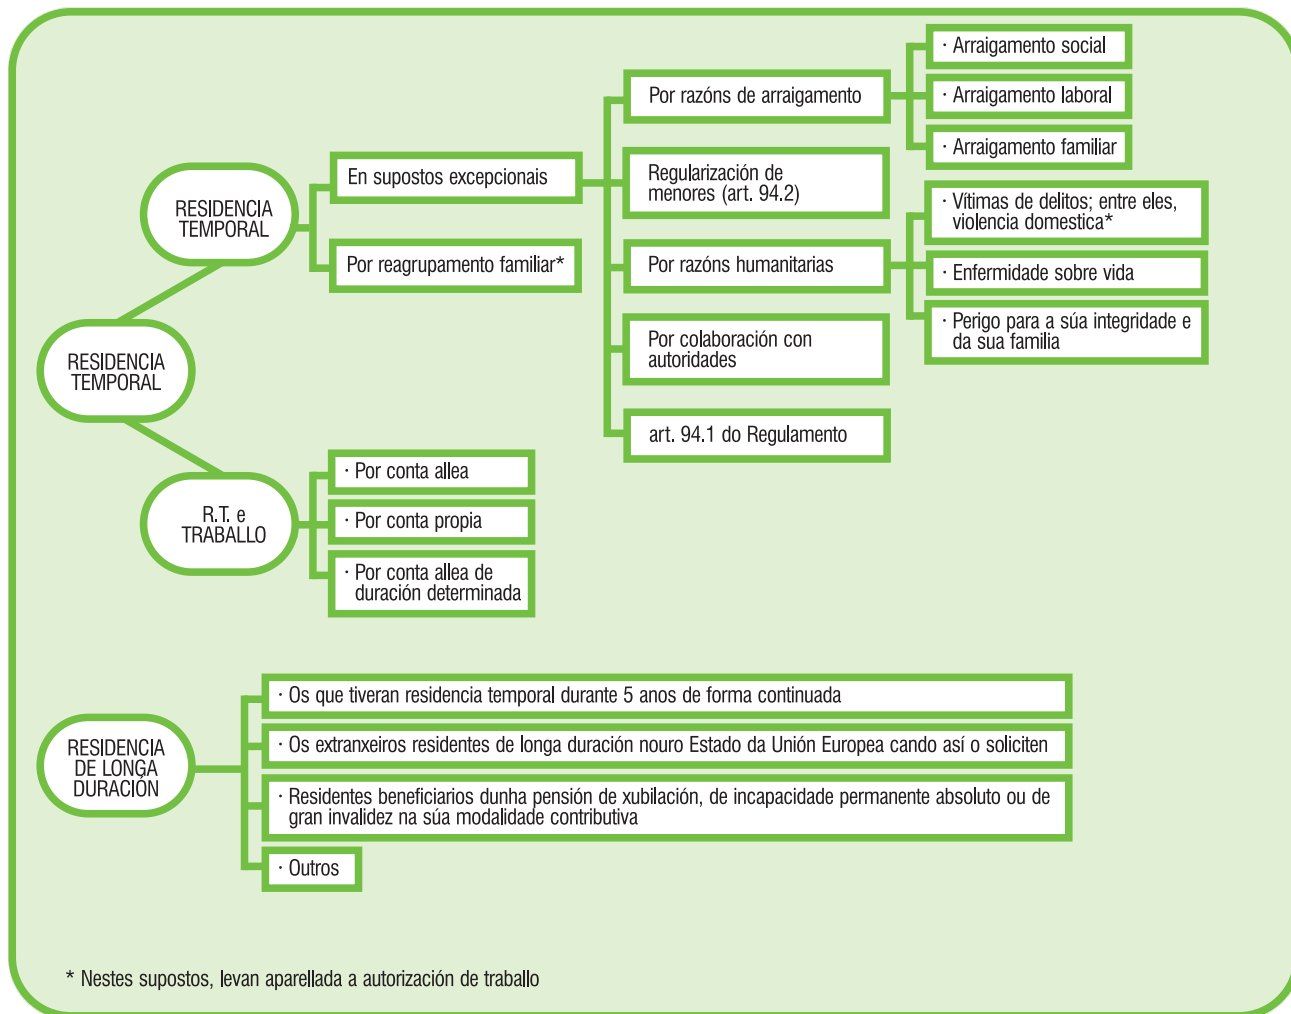 RESIDENCIA
TEMPORAL
RESIDENCIA
TEMPORAL
En supostos excepcionais
Por reagrupamento familiar*
Por razóns de arraigamento
· Arraigamento social
· Arraigamento laboral
· Arraigamento familiar
Regularización de
menores (art. 94.2)
Por razóns humanitarias
· Vítimas de delitos; entre eles,
violencia domestica*
· Enfermidade sobre vida
· Perigo para a súa integridade e
da sua familia
Por colaboración con
autoridades
art. 94.1 do Regulamento
R.T. e
TRABALLO
· Por conta allea
· Por conta propia
· Por conta allea de
duración determinada
RESIDENCIA
DE LONGA
DURACIÓN
· Os que tiveran residencia temporal durante 5 anos de forma continuada
· Os extranxeiros residentes de longa duración nouro Estado da Unión Europea cando así o soliciten
· Residentes beneficiarios dunha pensión de xubilación, de incapacidade permanente absoluto ou de
gran invalidez na súa modalidade contributiva
· Outros
* Nestes supostos, levan aparellada a autorización de traballo